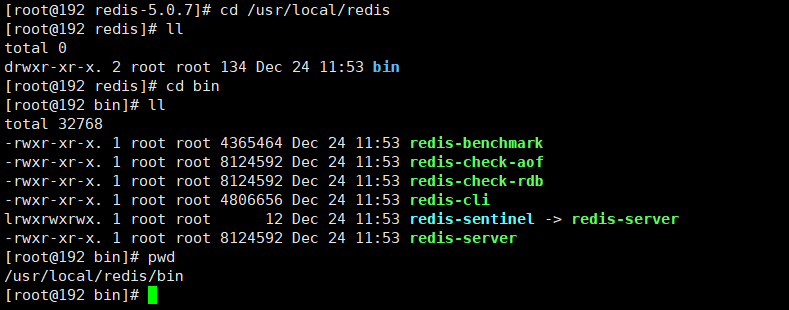 [root@192 redis-5.0.7]# cd /usr/local/redis
[root@192 redis]# ll
total 0
drwxr-xr-x. 2 root root 134 Dec 24 11:53 bin
[root@192 redis]# cd bin
[root@192 bin]# ll
total 32768
-rwxr-xr-x. 1 root root 4365464 Dec 24 11:53 redis-benchmark
-rwxr-xr-x. 1 root root 8124592 Dec 24 11:53 redis-check-aof
-rwxr-xr-x. 1 root root 8124592 Dec 24 11:53 redis-check-rdb
-rwxr-xr-x. 1 root root 4806656 Dec 24 11:53 redis-cli
lrwxrwxrwx. 1 root root      12 Dec 24 11:53 redis-sentinel -> redis-server
-rwxr-xr-x. 1 root root 8124592 Dec 24 11:53 redis-server
[root@192 bin]# pwd
/usr/local/redis/bin
[root@192 bin]#